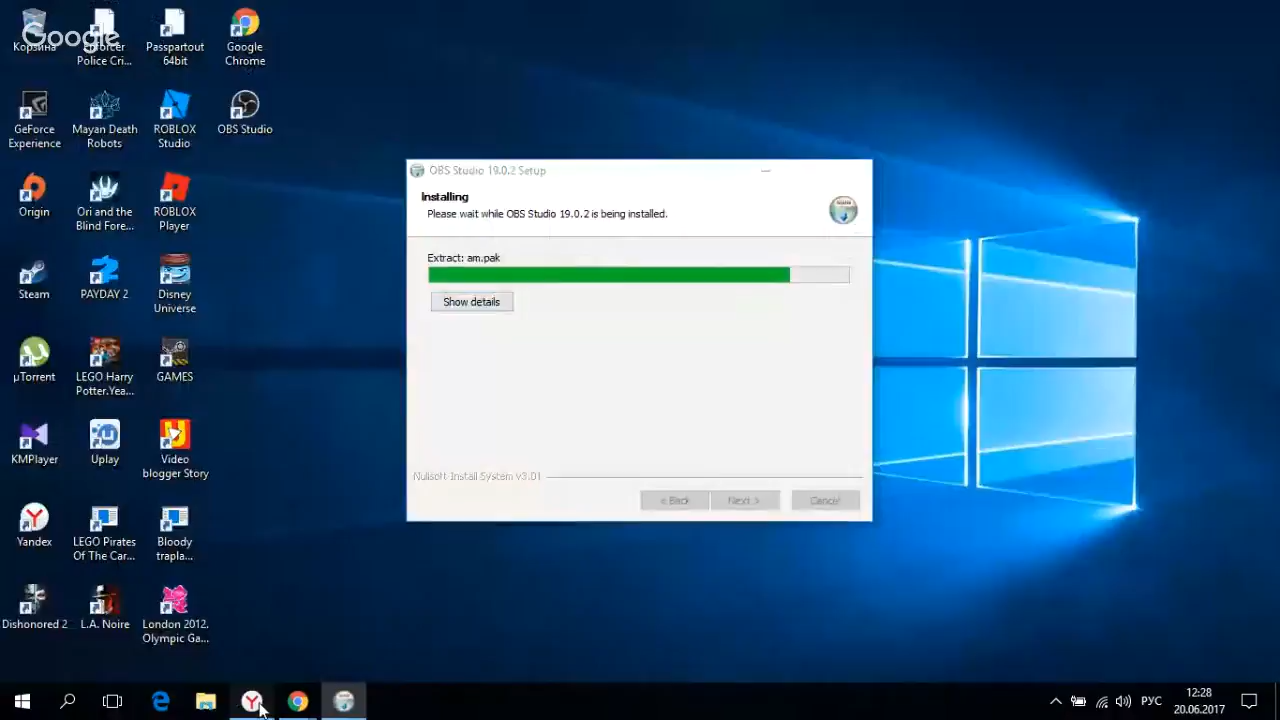 Google
Корзина
Enforcer
Police Cri...
Passpartout
64bit
Google
Chrome
GeForce
Experience
Mayan Death
Robots
ROBLOX
Studio
OBS Studio
Origin
Ori and the
Blind Fore...
ROBLOX
Player
Steam
PAYDAY 2
Disney
Universe
µTorrent
LEGO Harry
Potter.Yea...
GAMES
KMPlayer
Uplay
Video
blogger Story
Yandex
LEGO Pirates
Of The Car...
Bloody
trapla...
Dishonored 2
L.A. Noire
London 2012.
Olympic Ga...
OBS Studio 19.0.2 Setup
Installing
Please wait while OBS Studio 19.0.2 is being installed.
Extract: am.pak
Show details
Nullsoft Install System v3.01
< Back
Next >
Cancel
РУС
12:28
20.06.2017